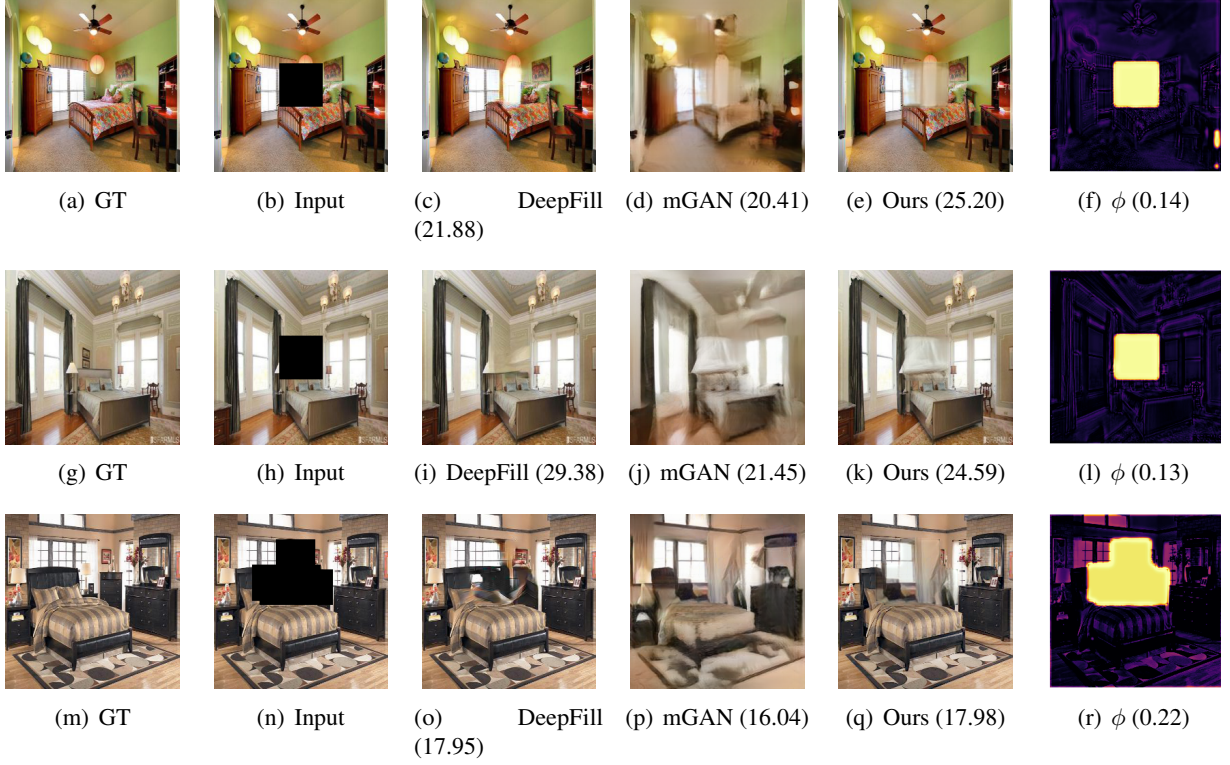 (a) GT (b) Input (c) DeepFill (d) mGAN (20.41) (e) Ours (25.20) (f) ϕ (0.14)
(21.88)
(g) GT (h) Input (i) DeepFill (29.38) (j) mGAN (21.45) (k) Ours (24.59) (l) ϕ (0.13)
(m) GT (n) Input (o) DeepFill (p) mGAN (16.04) (q) Ours (17.98) (r) ϕ (0.22)
(17.95)